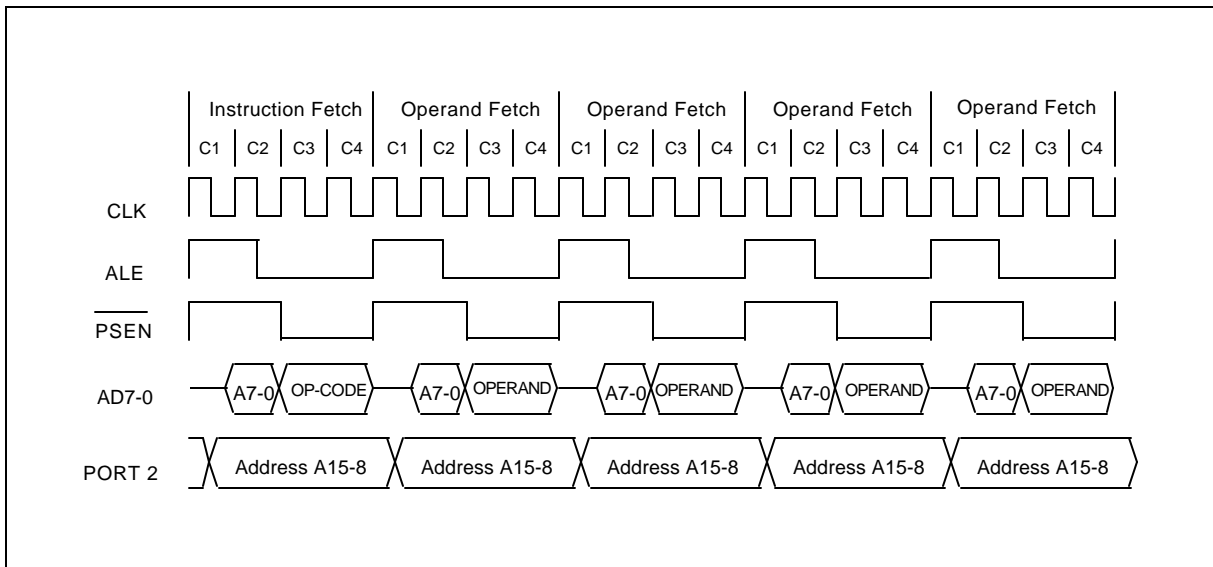 Instruction Fetch Operand Fetch Operand Fetch Operand Fetch Operand Fetch
C1 C2 C3 C4 C1 C2 C3 C4 C1 C2 C3 C4 C1 C2 C3 C4 C1 C2 C3 C4
CLK
ALE
PSEN
AD7-0 A7-0 OP-CODE A7-0 OPERAND A7-0 OPERAND A7-0 OPERAND A7-0 OPERAND
PORT 2 Address A15-8 Address A15-8 Address A15-8 Address A15-8 Address A15-8